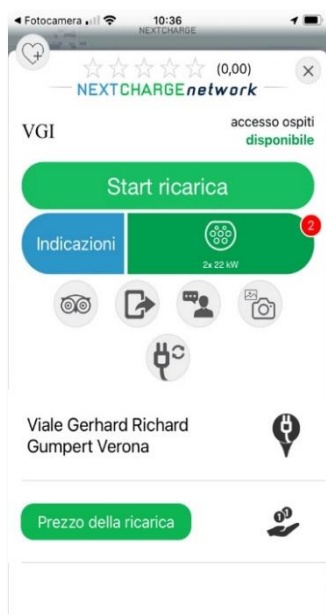 Fotocamera 10:36
NEXTCHARGE
(0,00)
NEXTCHARGEnetwork
VGI
accesso ospiti
disponibile
Start ricarica
2
Indicazioni
2x 22 kW
Viale Gerhard Richard
Gumpert Verona
Prezzo della ricarica